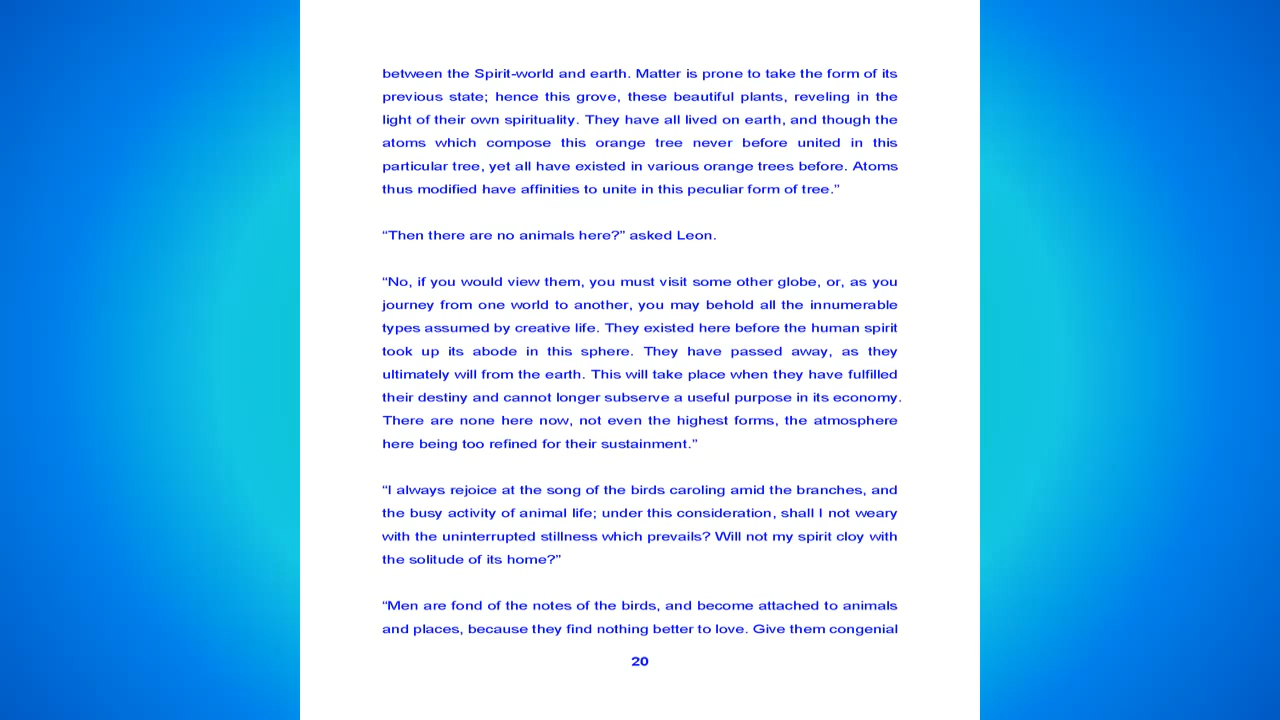 between the Spirit-world and earth. Matter is prone to take the form of its
previous state; hence this grove, these beautiful plants, reveling in the
light of their own spirituality. They have all lived on earth, and though the
atoms which compose this orange tree never before united in this
particular tree, yet all have existed in various orange trees before. Atoms
thus modified have affinities to unite in this peculiar form of tree.”
“Then there are no animals here?” asked Leon.
“No, if you would view them, you must visit some other globe, or, as you
journey from one world to another, you may behold all the innumerable
types assumed by creative life. They existed here before the human spirit
took up its abode in this sphere. They have passed away, as they
ultimately will from the earth. This will take place when they have fulfilled
their destiny and cannot longer subserve a useful purpose in its economy.
There are none here now, not even the highest forms, the atmosphere
here being too refined for their sustainment.”
“I always rejoice at the song of the birds caroling amid the branches, and
the busy activity of animal life; under this consideration, shall I not weary
with the uninterrupted stillness which prevails? Will not my spirit cloy with
the solitude of its home?”
“Men are fond of the notes of the birds, and become attached to animals
and places, because they find nothing better to love. Give them congenial
20